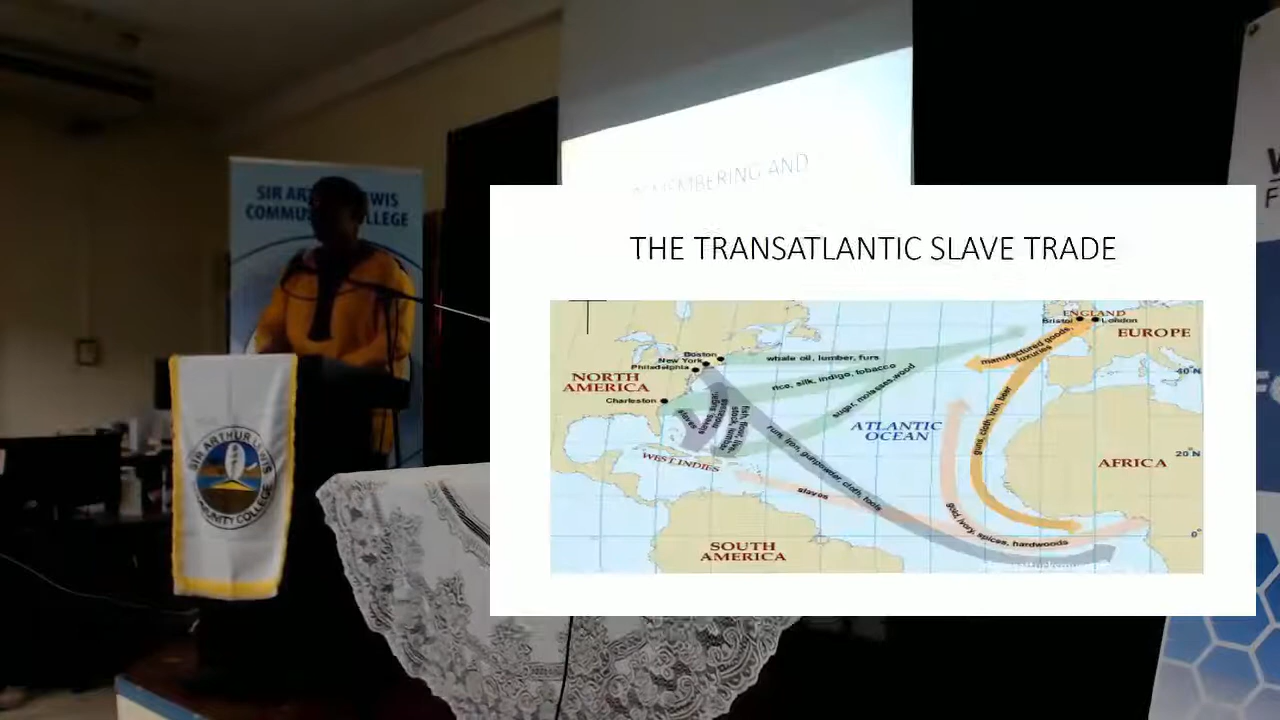 SIR ARTHUR LEWIS
COMMUNITY COLLEGE
REMEMBERING AND
THE TRANSATLANTIC SLAVE TRADE
ENGLAND
Bristol
London
EUROPE
Boston
New York
Philadelphia
whale oil, lumber, furs
manufactured goods,
luxuries
NORTH
AMERICA
rice, silk, indigo, tobacco
40°N
Charleston
sugar, molasses, wood
guns, cloth, iron, beer
ATLANTIC
OCEAN
rum, iron, gunpowder, cloth, tools
WEST INDIES
AFRICA
20°N
slaves
slaves
gold, ivory, spices, hardwoods
0°
SOUTH
AMERICA
SIR ARTHUR LEWIS
COMMUNITY COLLEGE